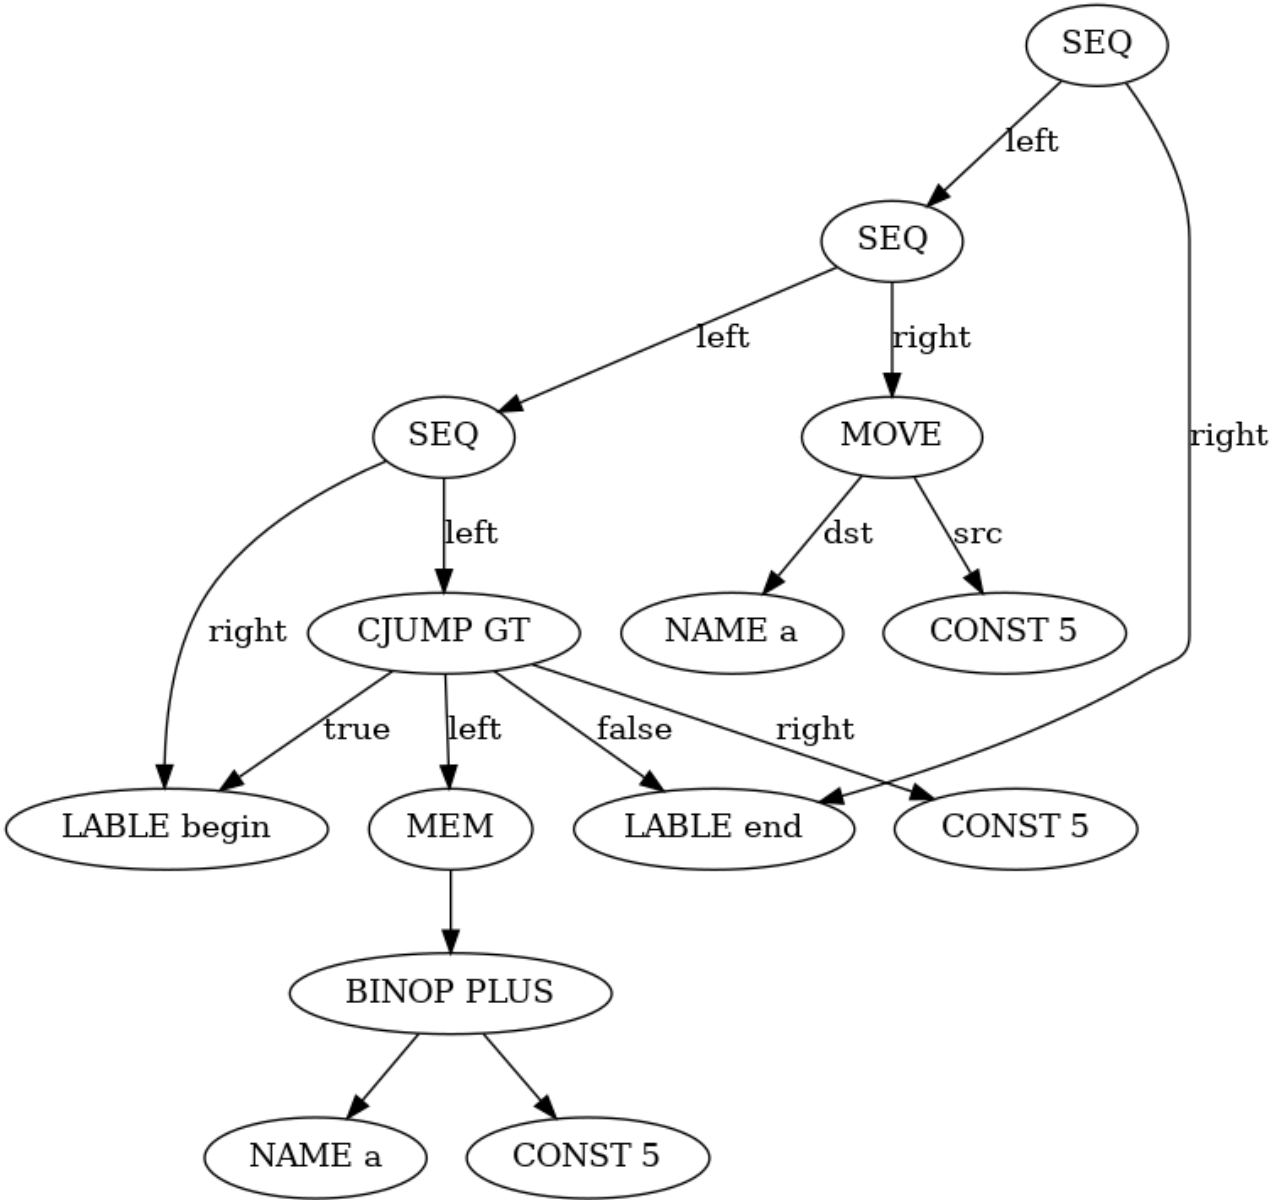 SEQ
left
SEQ
left
right
SEQ
MOVE
right
left
dst
src
right
CJUMP GT
NAME a
CONST 5
true
left
false
right
LABLE begin
MEM
LABLE end
CONST 5
BINOP PLUS
NAME a
CONST 5